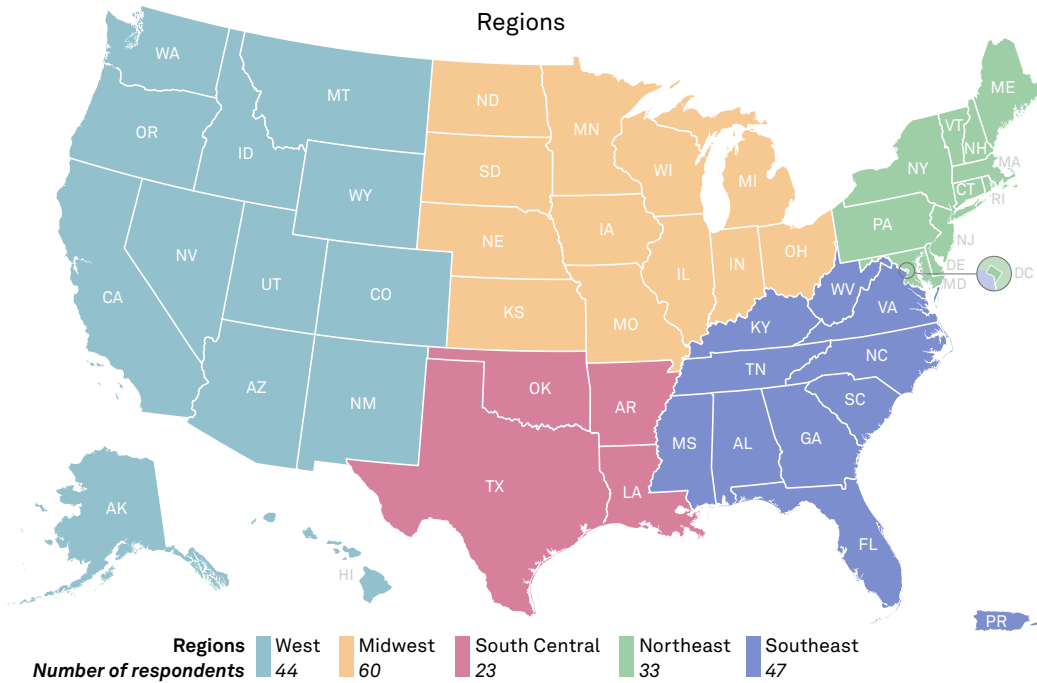 Regions
WA
MT
ND
MN
ME
OR
ID
SD
WI
MI
VT
NH
NY
MA
WY
CT
RI
NE
IA
PA
NJ
NV
UT
CO
IL
IN
OH
DE
MD
DC
CA
KS
MO
WV
VA
KY
AZ
NM
OK
AR
TN
NC
SC
MS
AL
GA
TX
LA
AK
FL
HI
PR
Regions West Midwest South Central Northeast Southeast
Number of respondents 44 60 23 33 47